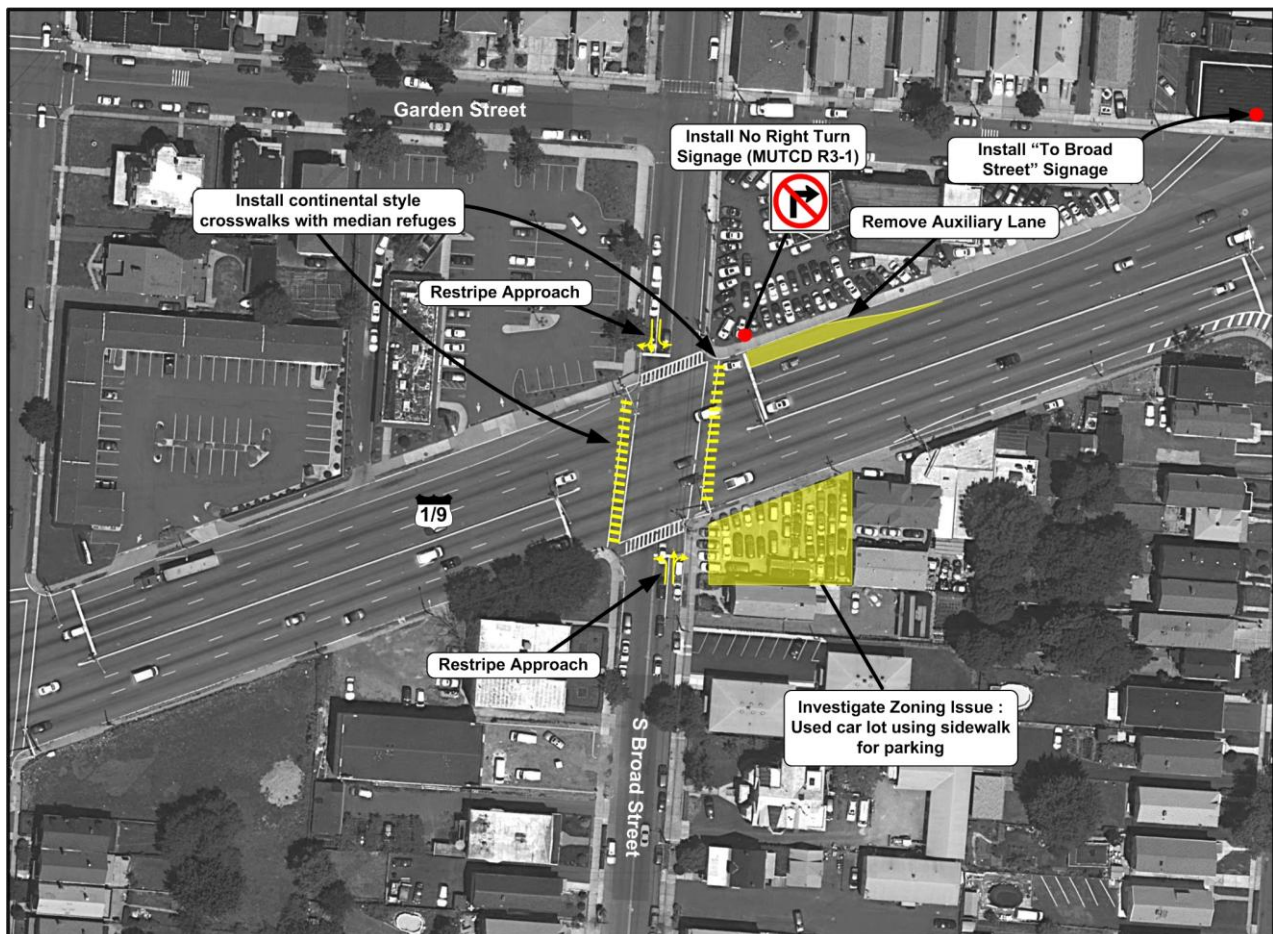 Garden Street
Install No Right Turn
Signage (MUTCD R3-1)
Install “To Broad
Street” Signage
Install continental style
crosswalks with median refuges
Remove Auxiliary Lane
Restripe Approach
1/9
Restripe Approach
Investigate Zoning Issue :
Used car lot using sidewalk
for parking
S Broad Street